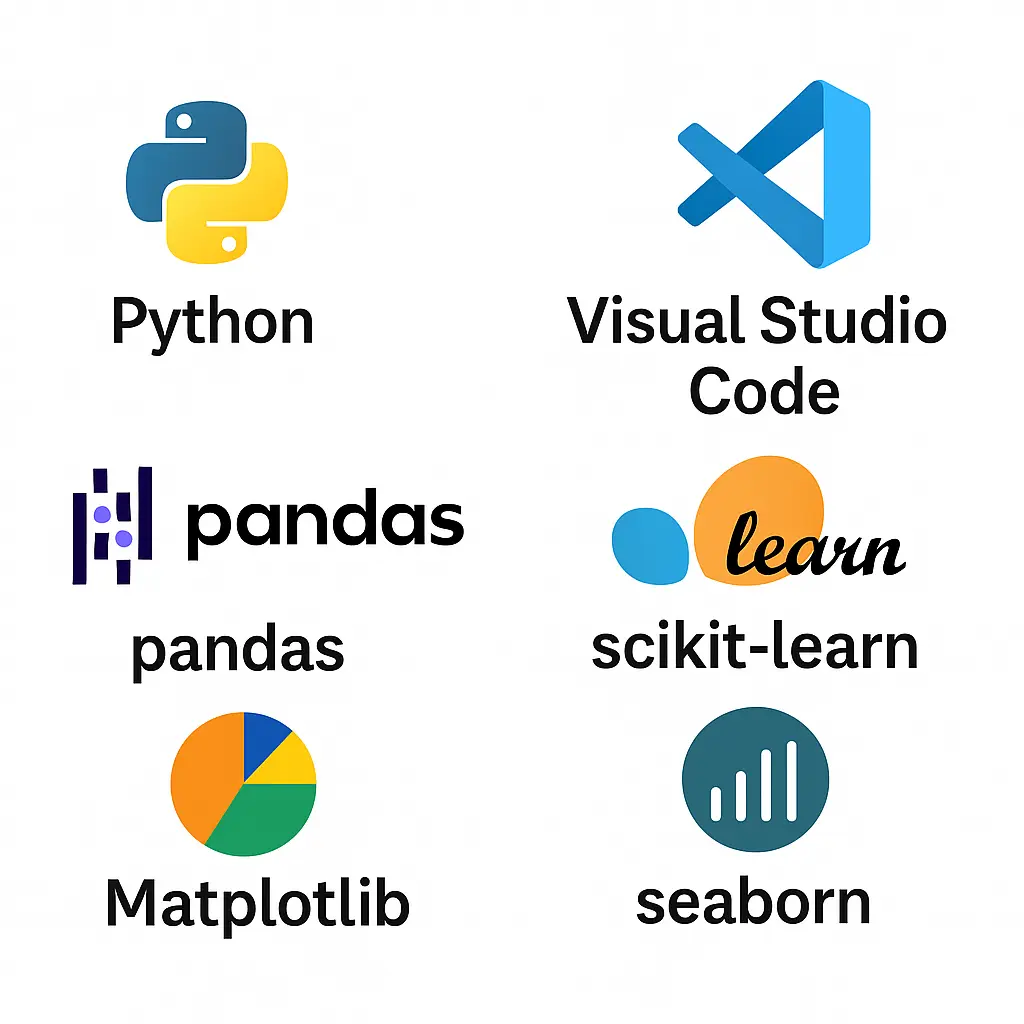 Python
Visual Studio
Code
pandas
pandas
learn
scikit-learn
Matplotlib
seaborn